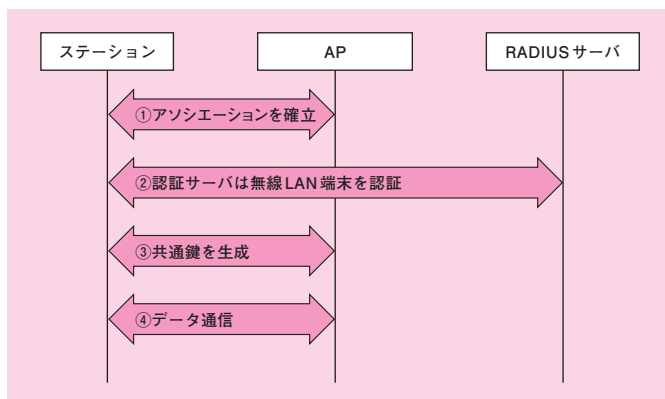 ステーション
AP
RADIUSサーバ
①アソシエーションを確立
②認証サーバは無線LAN端末を認証
③共通鍵を生成
④データ通信